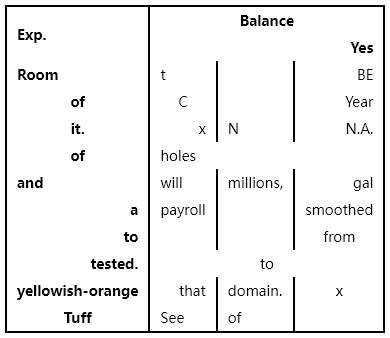 Exp. Balance
Yes
Room t BE
of C Year
it. x N N.A.
of holes
and will millions, gal
a payroll smoothed
to from
tested. to
yellowish-orange that domain. x
Tuff See of